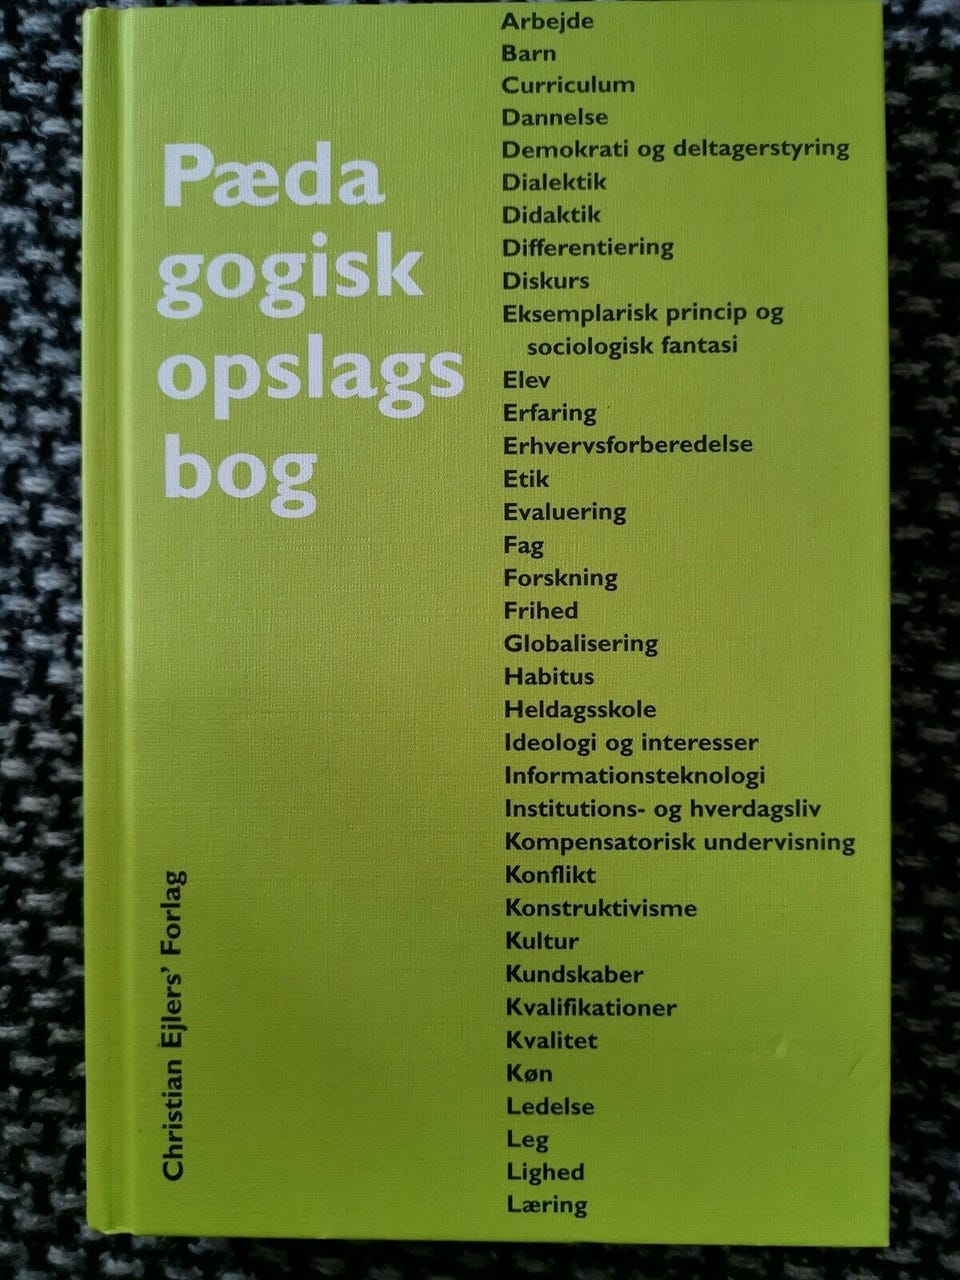 Pæda
gogisk
opslags
bog
Christian Ejlers' Forlag
Arbejde
Barn
Curriculum
Dannelse
Demokrati og deltagerstyring
Dialektik
Didaktik
Differentiering
Diskurs
Eksemplarisk princip og
sociologisk fantasi
Elev
Erfaring
Erhvervsforberedelse
Etik
Evaluering
Fag
Forskning
Frihed
Globalisering
Habitus
Heldagsskole
Ideologi og interesser
Informationsteknologi
Institutions- og hverdagsliv
Kompensatorisk undervisning
Konflikt
Konstruktivisme
Kultur
Kundskaber
Kvalifikationer
Kvalitet
Køn
Ledelse
Leg
Lighed
Læring